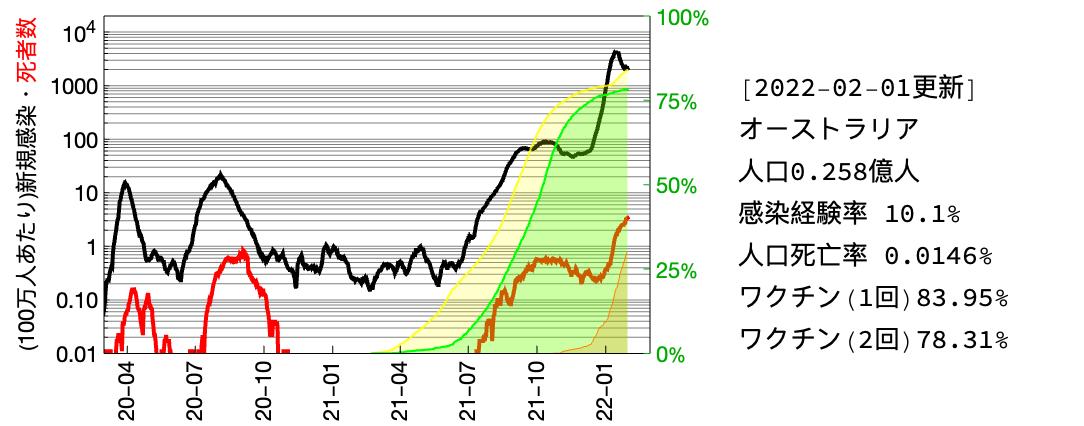 (100万人あたり)新規感染・死者数
10^4
1000
100
10
1
0.10
0.01
100%
75%
50%
25%
0%
20-04
20-07
20-10
21-01
21-04
21-07
21-10
22-01
[2022-02-01更新]
オーストラリア
人口0.258億人
感染経験率 10.1%
人口死亡率 0.0146%
ワクチン(1回)83.95%
ワクチン(2回)78.31%